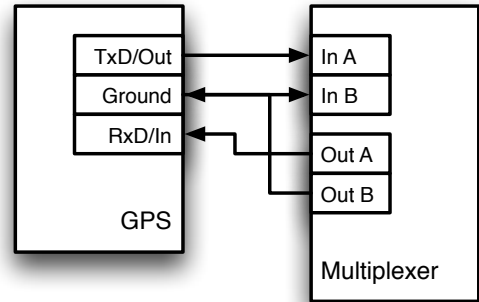 TxD/Out
Ground
RxD/In
GPS
In A
In B
Out A
Out B
Multiplexer